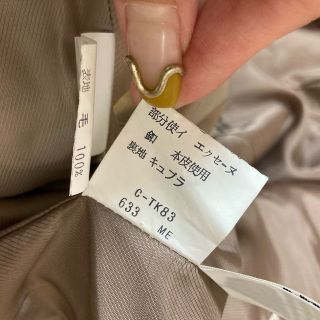 表地 毛 100%
部分使イ エクセーヌ
釦 本皮使用
裏地 キュプラ
C-TK83
633 ME